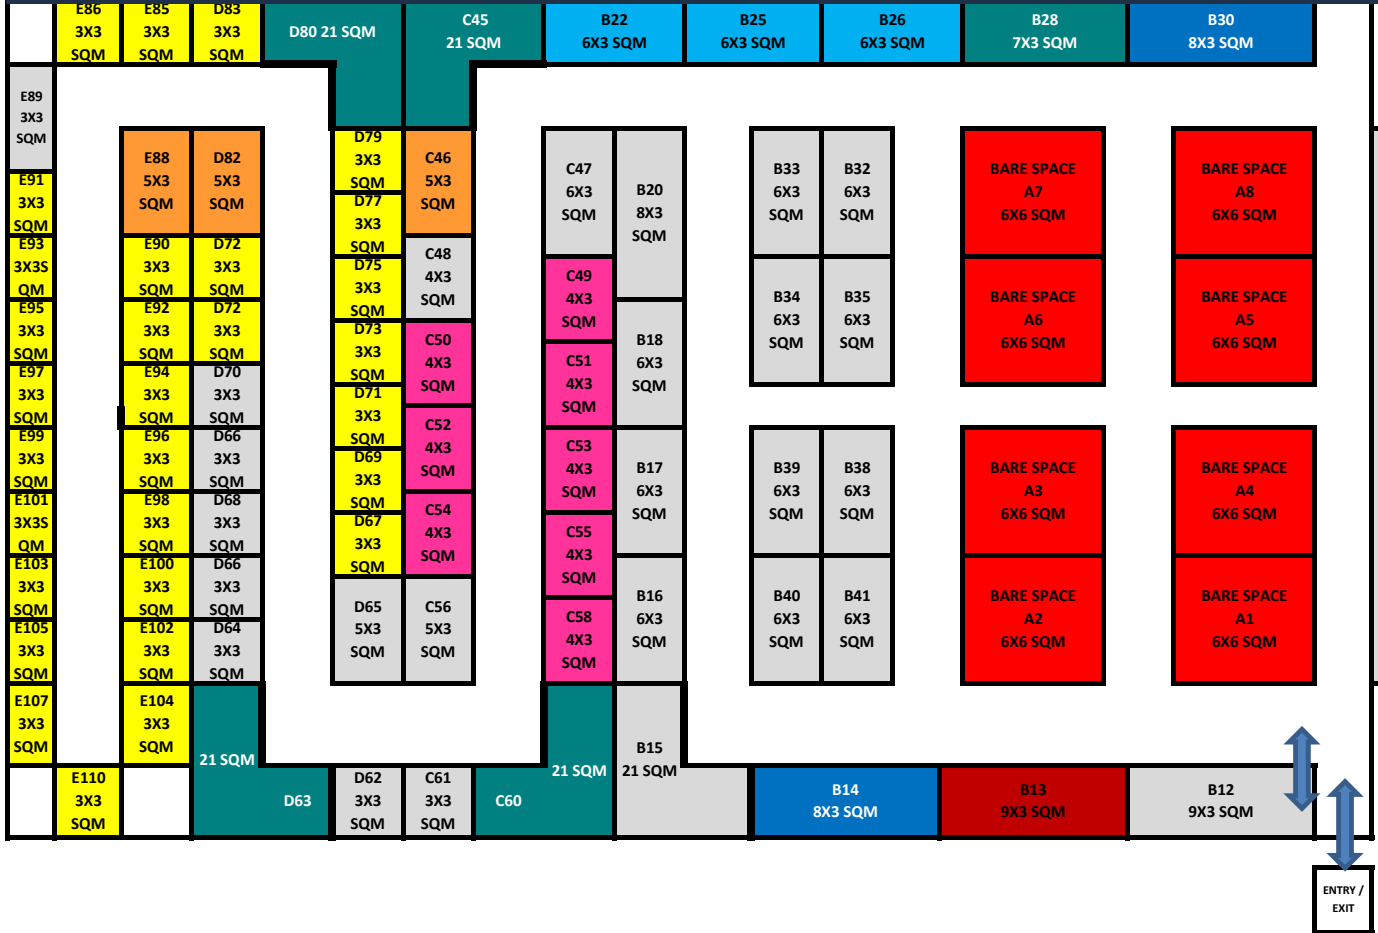 E86
3X3
SQM
E85
3X3
SQM
D83
3X3
SQM
D80 21 SQM
C45
21 SQM
B22
6X3 SQM
B25
6X3 SQM
B26
6X3 SQM
B28
7X3 SQM
B30
8X3 SQM
E89
3X3
SQM
E91
3X3
SQM
E93
3X3S
QM
E95
3X3
SQM
E97
3X3
SQM
E99
3X3
SQM
E101
3X3S
QM
E103
3X3
SQM
E105
3X3
SQM
E107
3X3
SQM
E88
5X3
SQM
E90
3X3
SQM
E92
3X3
SQM
E94
3X3
SQM
E96
3X3
SQM
E98
3X3
SQM
E100
3X3
SQM
E102
3X3
SQM
E104
3X3
SQM
D82
5X3
SQM
D72
3X3
SQM
D72
3X3
SQM
D70
3X3
SQM
D66
3X3
SQM
D68
3X3
SQM
D66
3X3
SQM
D64
3X3
SQM
D79
3X3
SQM
D77
3X3
SQM
D75
3X3
SQM
D73
3X3
SQM
D71
3X3
SQM
D69
3X3
SQM
D67
3X3
SQM
D65
5X3
SQM
C46
5X3
SQM
C48
4X3
SQM
C50
4X3
SQM
C52
4X3
SQM
C54
4X3
SQM
C56
5X3
SQM
C47
6X3
SQM
C49
4X3
SQM
C51
4X3
SQM
C53
4X3
SQM
C55
4X3
SQM
C58
4X3
SQM
B20
8X3
SQM
B18
6X3
SQM
B17
6X3
SQM
B16
6X3
SQM
B33
6X3
SQM
B32
6X3
SQM
B34
6X3
SQM
B35
6X3
SQM
B39
6X3
SQM
B38
6X3
SQM
B40
6X3
SQM
B41
6X3
SQM
BARE SPACE
A7
6X6 SQM
BARE SPACE
A8
6X6 SQM
BARE SPACE
A6
6X6 SQM
BARE SPACE
A5
6X6 SQM
BARE SPACE
A3
6X6 SQM
BARE SPACE
A4
6X6 SQM
BARE SPACE
A2
6X6 SQM
BARE SPACE
A1
6X6 SQM
E110
3X3
SQM
21 SQM
D63
D62
3X3
SQM
C61
3X3
SQM
C60
21 SQM
B15
21 SQM
B14
8X3 SQM
B13
9X3 SQM
B12
9X3 SQM
ENTRY /
EXIT